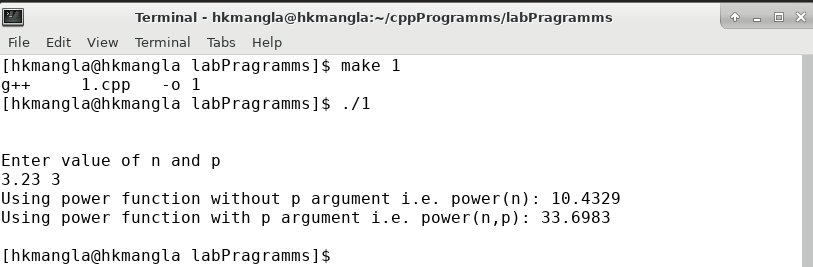 Terminal - hkmangla@hkmangla:~/cppProgramms/labPragramms
File Edit View Terminal Tabs Help
[hkmangla@hkmangla labPragramms]$ make 1
g++     1.cpp   -o 1
[hkmangla@hkmangla labPragramms]$ ./1
Enter value of n and p
3.23 3
Using power function without p argument i.e. power(n): 10.4329
Using power function with p argument i.e. power(n,p): 33.6983
[hkmangla@hkmangla labPragramms]$